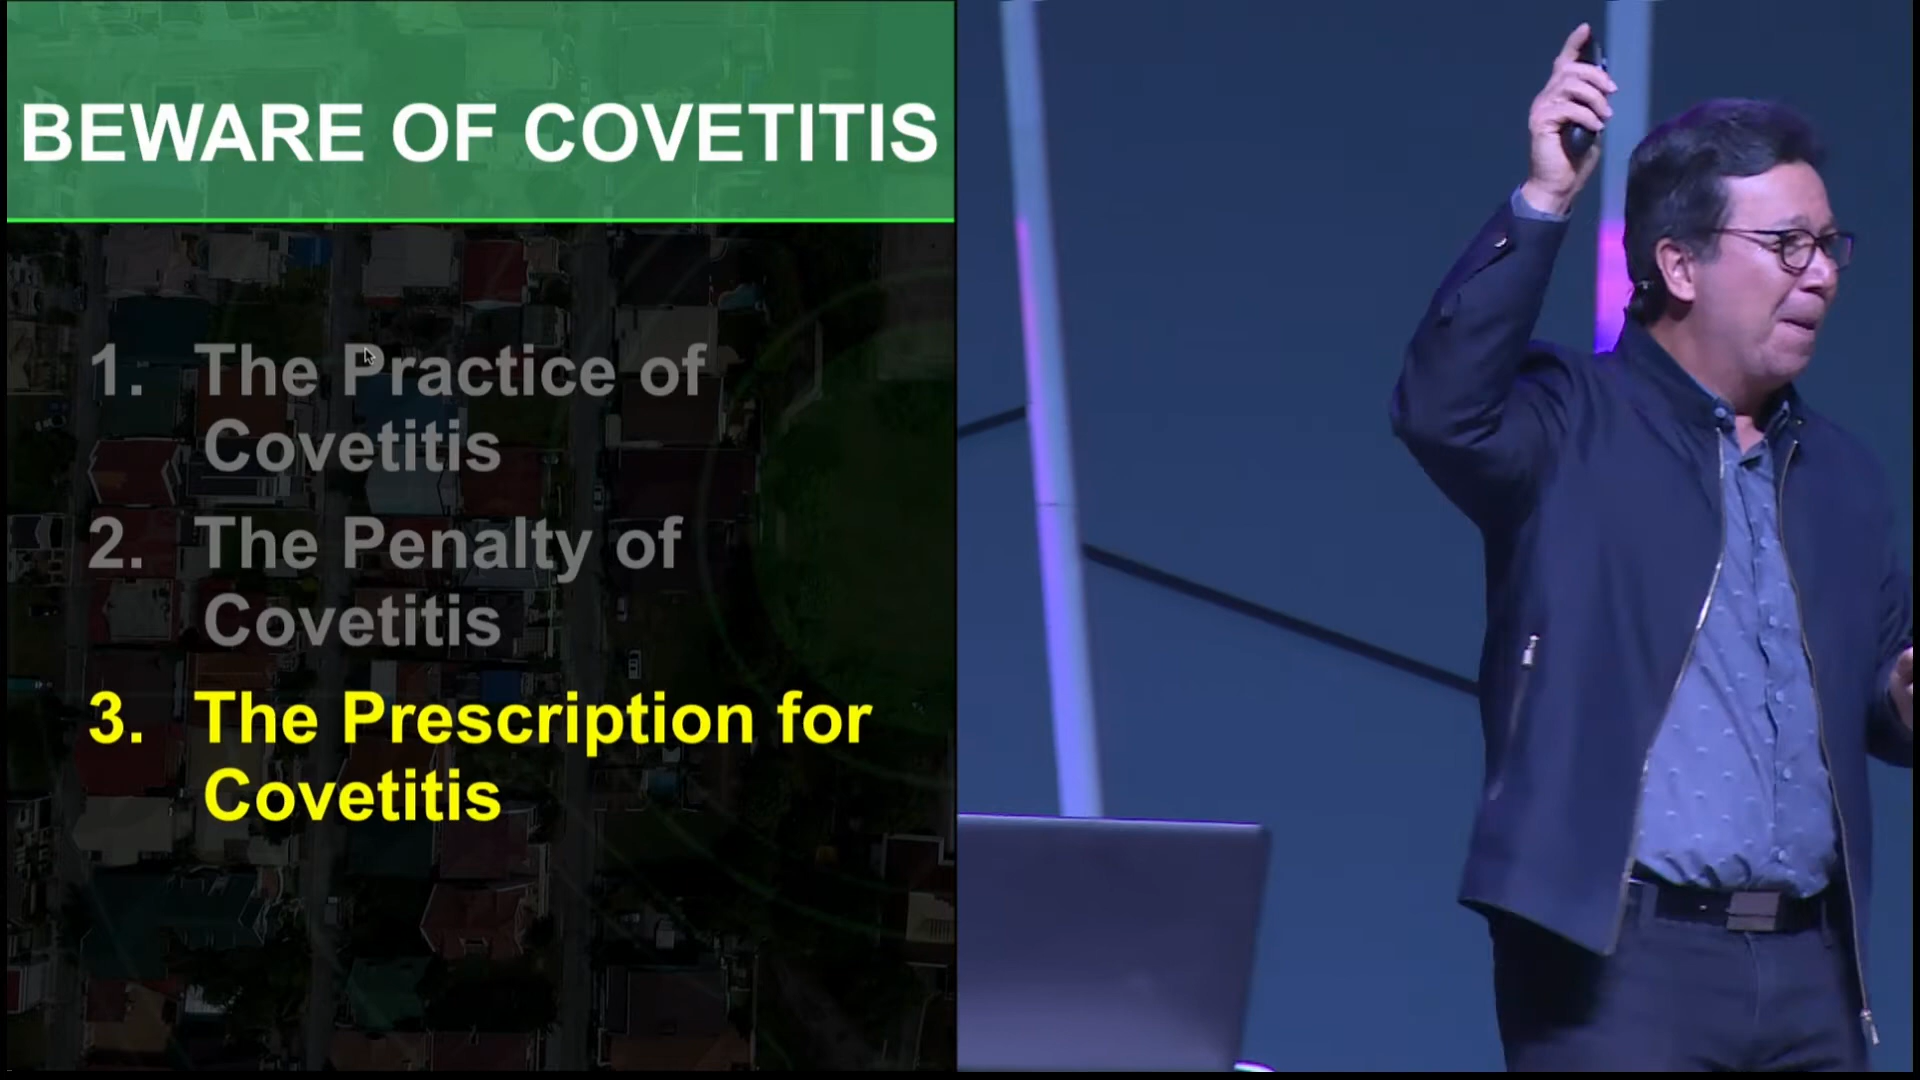 BEWARE OF COVETITIS
1. The Practice of
Covetitis
2. The Penalty of
Covetitis
3. The Prescription for
Covetitis